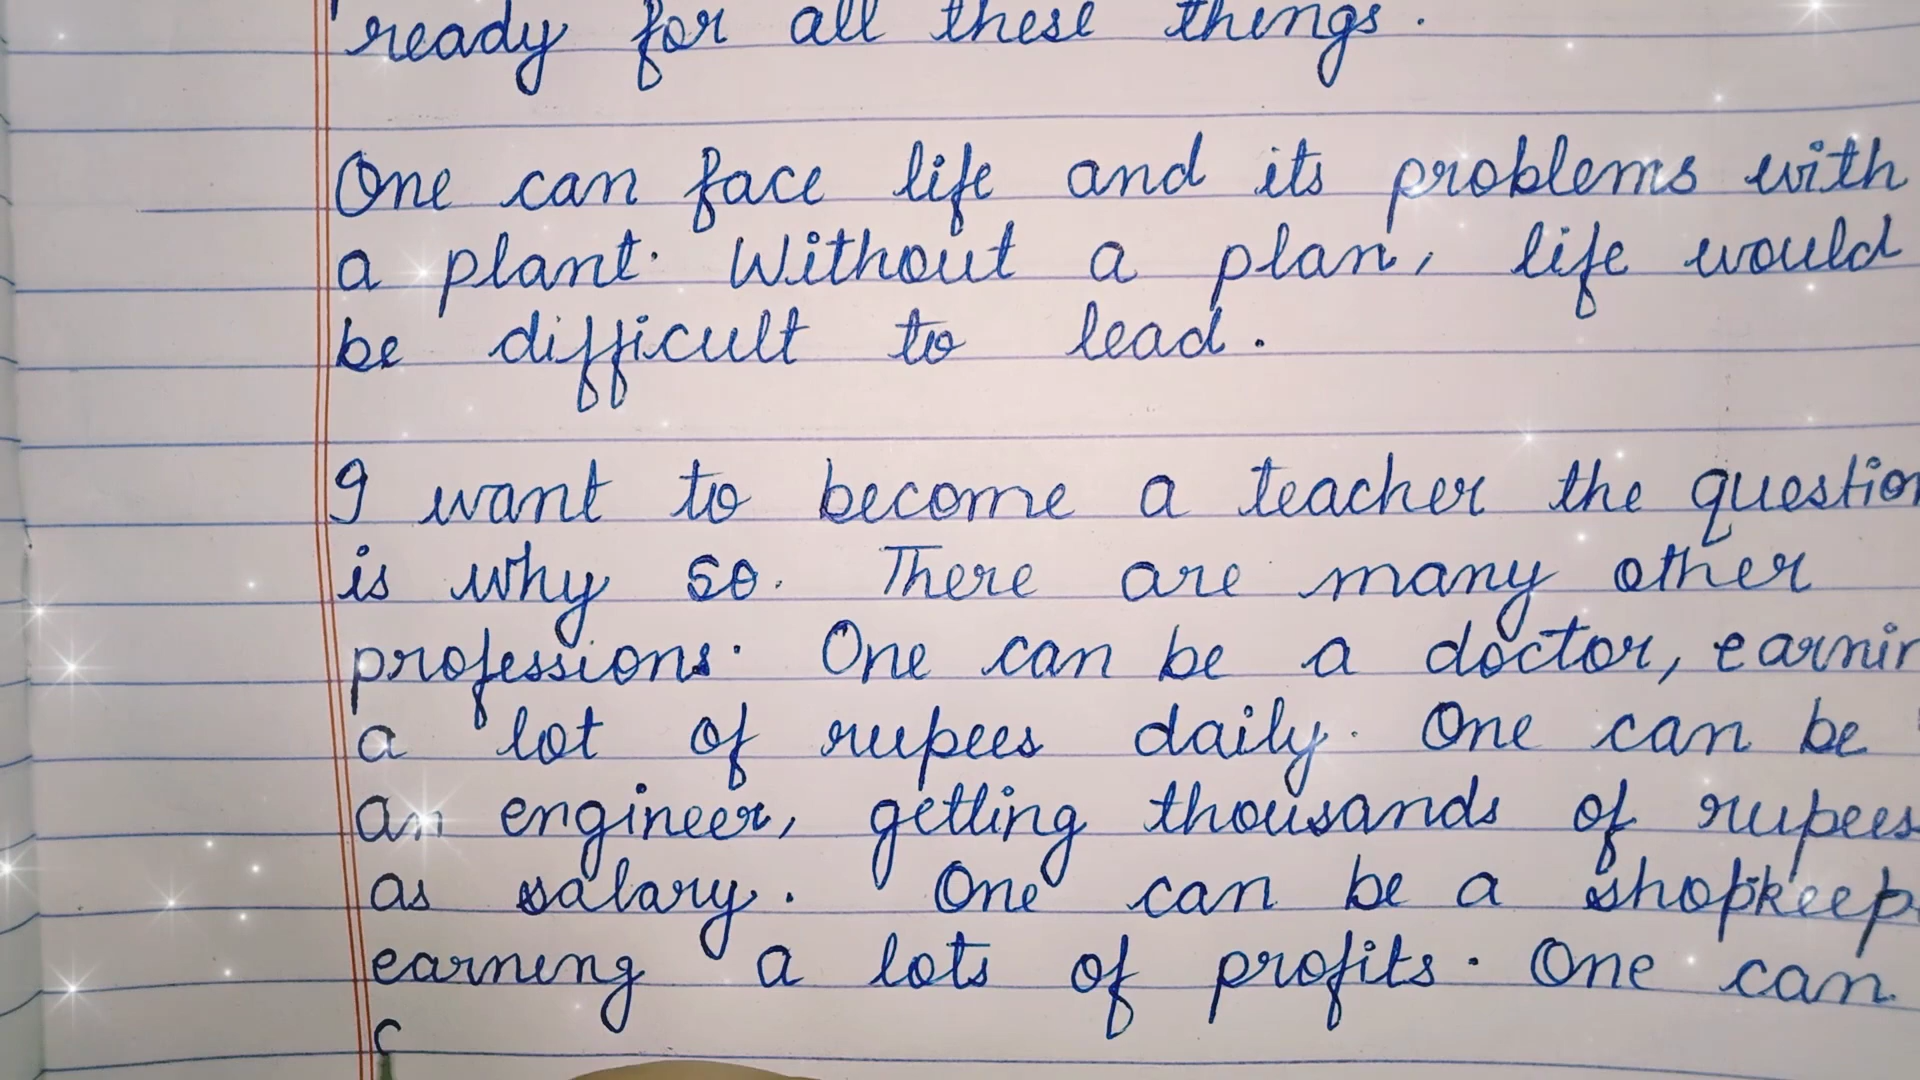 ready for all these things.
One can face life and its problems with
a plant. Without a plan, life would
be difficult to lead.
I want to become a teacher the question
is why so. There are many other
professions. One can be a doctor, earnin
a lot of rupees daily. One can be
an engineer, getting thousands of rupees
as salary. One can be a shopkeep
earning a lots of profits. One can